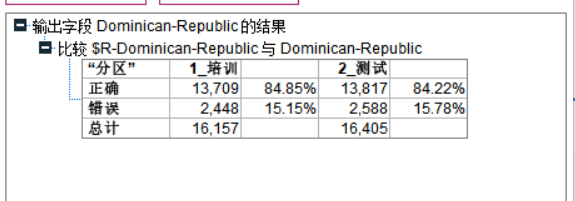 输出字段 Dominican-Republic 的结果
比较 $R-Dominican-Republic 与 Dominican-Republic
“分区” 1_培训 2_测试
正确 13,709 84.85% 13,817 84.22%
错误 2,448 15.15% 2,588 15.78%
总计 16,157 16,405